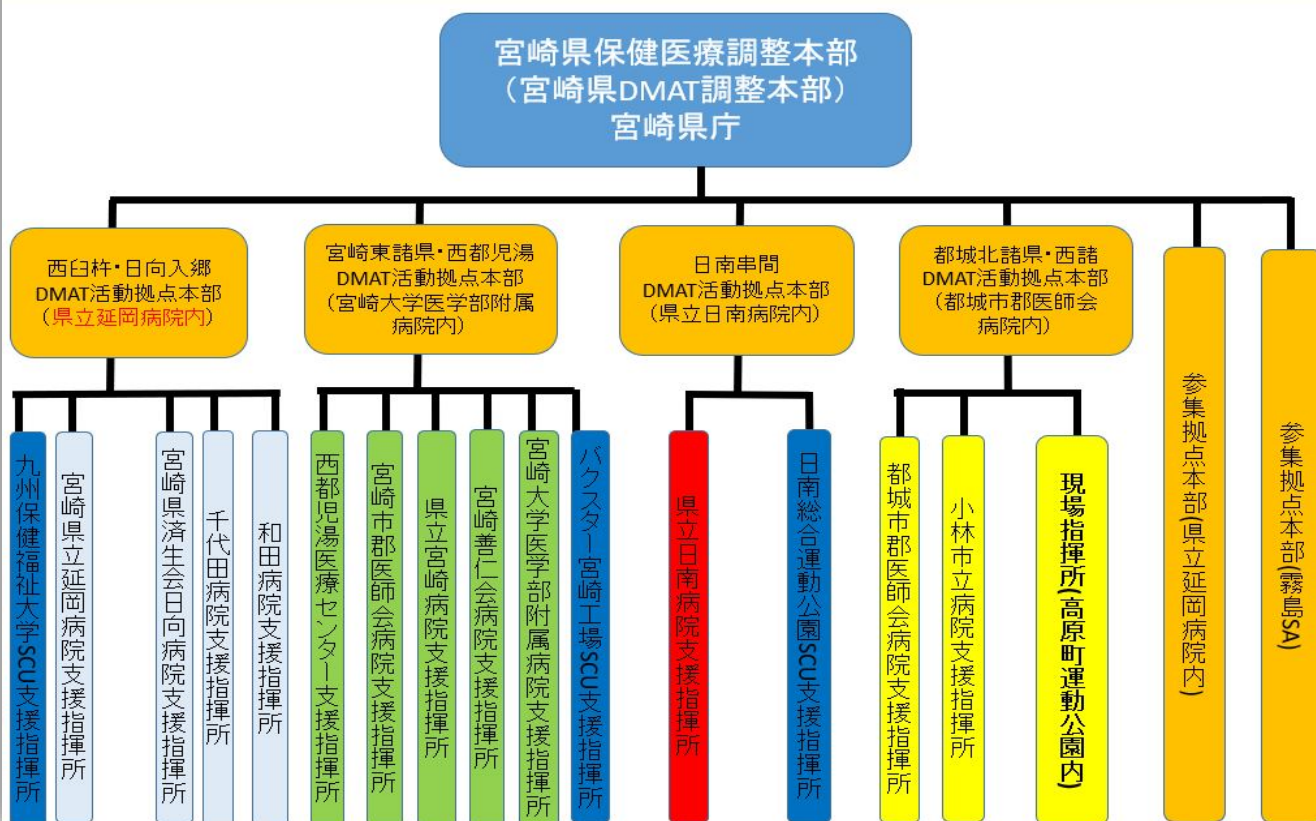 宮崎県保健医療調整本部
（宮崎県DMAT調整本部）
宮崎県庁
西臼杵・日向入郷
DMAT活動拠点本部
（県立延岡病院内）
宮崎東諸県・西都児湯
DMAT活動拠点本部
（宮崎大学医学部附属
病院内）
日南串間
DMAT活動拠点本部
（県立日南病院内）
都城北諸県・西諸
DMAT活動拠点本部
（都城市郡医師会
病院内）
参集拠点本部(県立延岡病院内)
参集拠点本部(霧島SA)
九州保健福祉大学SCU支援指揮所
宮崎県立延岡病院支援指揮所
宮崎県済生会日向病院支援指揮所
千代田病院支援指揮所
和田病院支援指揮所
西都児湯医療センター支援指揮所
宮崎市郡医師会病院支援指揮所
県立宮崎病院支援指揮所
宮崎善仁会病院支援指揮所
宮崎大学医学部附属病院支援指揮所
バクスター宮崎工場SCU支援指揮所
県立日南病院支援指揮所
日南総合運動公園SCU支援指揮所
都城市郡医師会病院支援指揮所
小林市立病院支援指揮所
現場指揮所(高原町運動公園内)